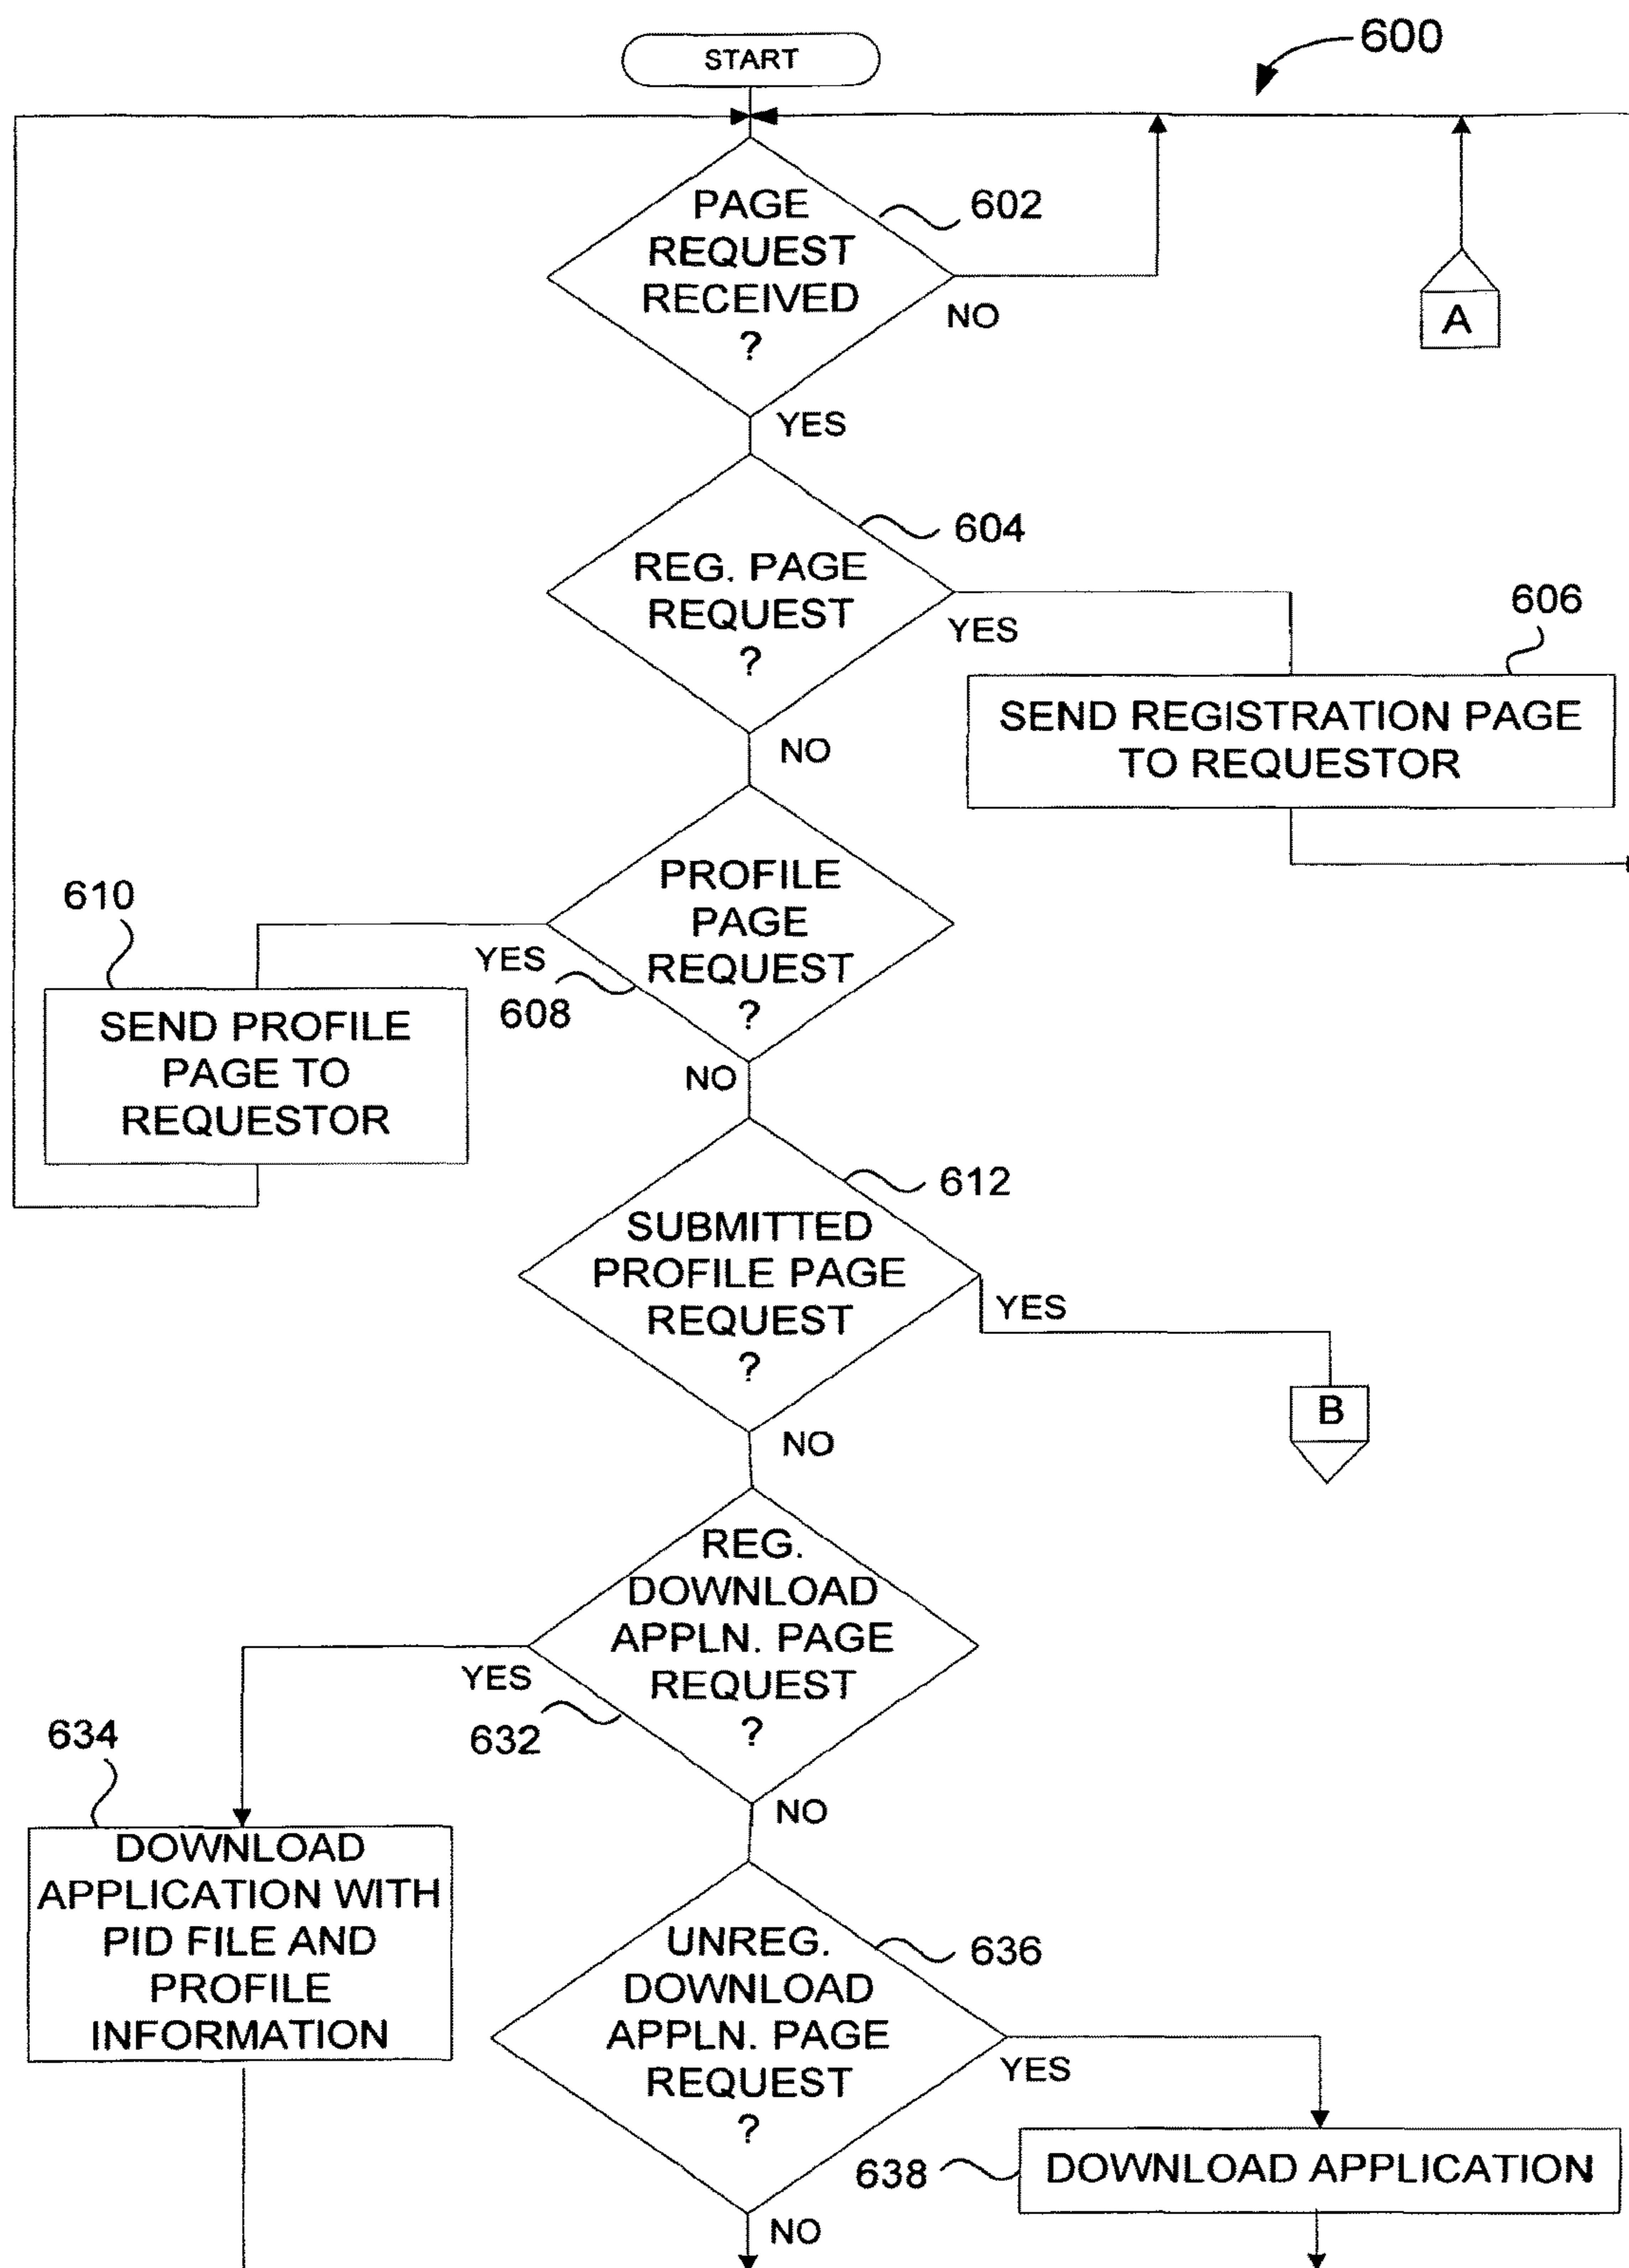 START
600
PAGE
REQUEST
RECEIVED
?
602
NO
A
YES
REG. PAGE
REQUEST
?
604
YES
606
SEND REGISTRATION PAGE
TO REQUESTOR
NO
PROFILE
PAGE
REQUEST
?
608
YES
610
SEND PROFILE
PAGE TO
REQUESTOR
NO
SUBMITTED
PROFILE PAGE
REQUEST
?
612
YES
B
NO
REG.
DOWNLOAD
APPLN. PAGE
REQUEST
?
632
YES
634
DOWNLOAD
APPLICATION WITH
PID FILE AND
PROFILE
INFORMATION
NO
UNREG.
DOWNLOAD
APPLN. PAGE
REQUEST
?
636
YES
638
DOWNLOAD APPLICATION
NO